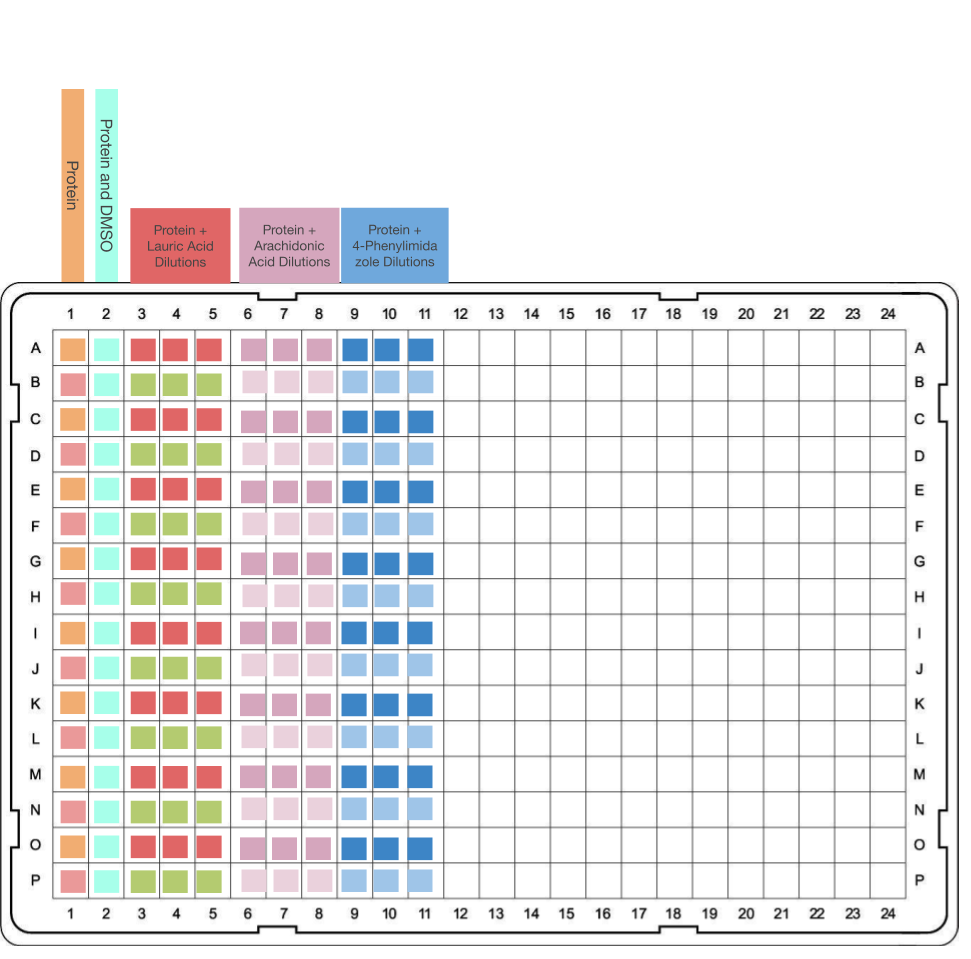 Protein
Protein and DMSO
Protein +
Lauric Acid
Dilutions
Protein +
Arachidonic
Acid Dilutions
Protein +
4-Phenylimida
zole Dilutions
1 2 3 4 5 6 7 8 9 10 11 12 13 14 15 16 17 18 19 20 21 22 23 24
A A
B B
C C
D D
E E
F F
G G
H H
I I
J J
K K
L L
M M
N N
O O
P P
1 2 3 4 5 6 7 8 9 10 11 12 13 14 15 16 17 18 19 20 21 22 23 24